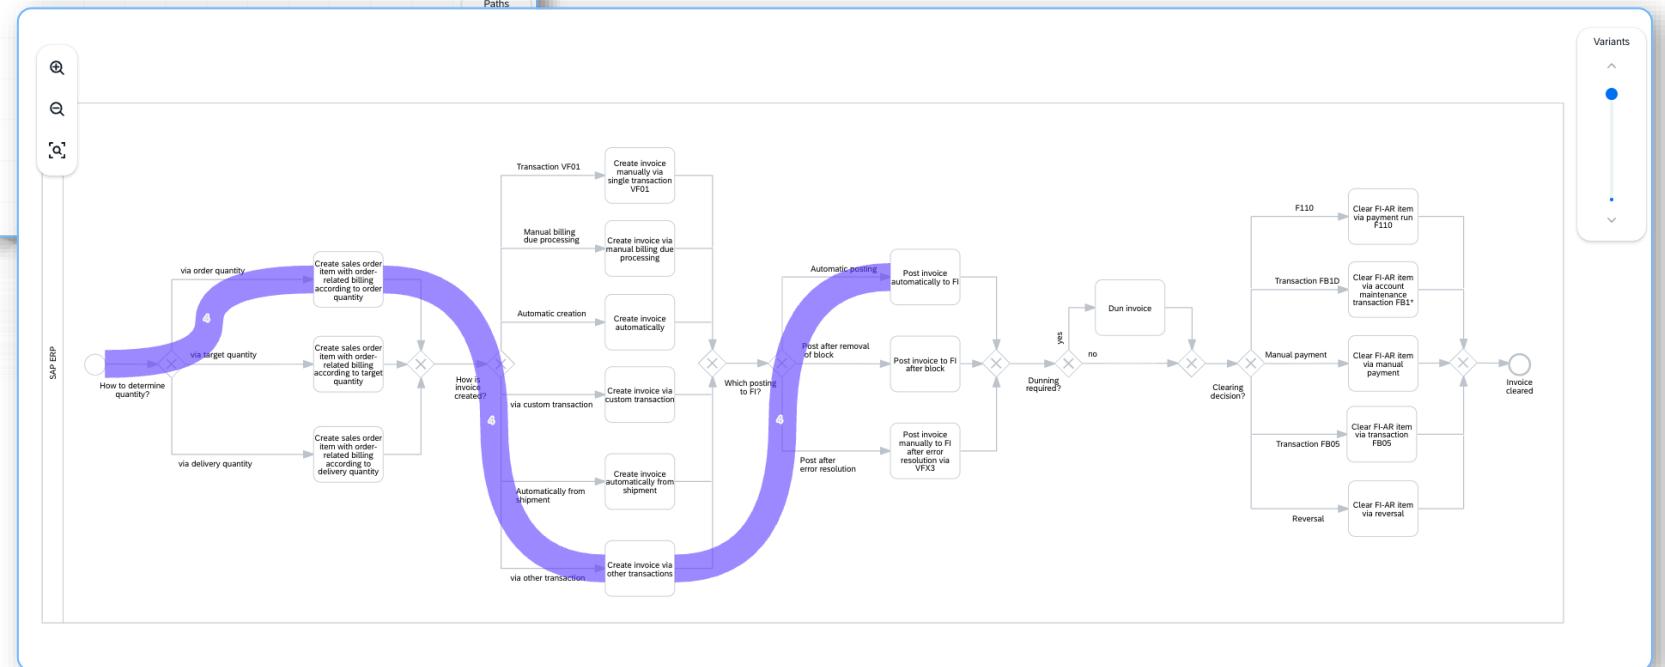 Paths
Variants
SAP ERP
How to determine
quantity?
via order quantity
via target quantity
via delivery quantity
4
Create sales order
item with order-
related billing
according to order
quantity
Create sales order
item with order-
related billing
according to target
quantity
Create sales order
item with order-
related billing
according to
delivery quantity
How is
invoice
created?
4
Transaction VF01
Manual billing
due processing
Automatic creation
via custom transaction
Automatically from
shipment
via other transaction
Create invoice
manually via
single transaction
VF01
Create invoice via
manual billing due
processing
Create invoice
automatically
Create invoice via
custom transaction
Create invoice
automatically from
shipment
Create invoice via
other transactions
Which posting
to FI?
4
Automatic posting
Post after removal
of block
Post after
error resolution
Post invoice
automatically to FI
Post invoice to FI
after block
Post invoice
manually to FI
after error
resolution via
VFX3
Dunning
required?
yes
no
Dun invoice
Clearing
decision?
F110
Transaction FB1D
Manual payment
Transaction FB05
Reversal
Clear FI-AR item
via payment run
F110
Clear FI-AR item
via account
maintenance
transaction FB1*
Clear FI-AR item
via manual
payment
Clear FI-AR item
via transaction
FB05
Clear FI-AR item
via reversal
Invoice
cleared